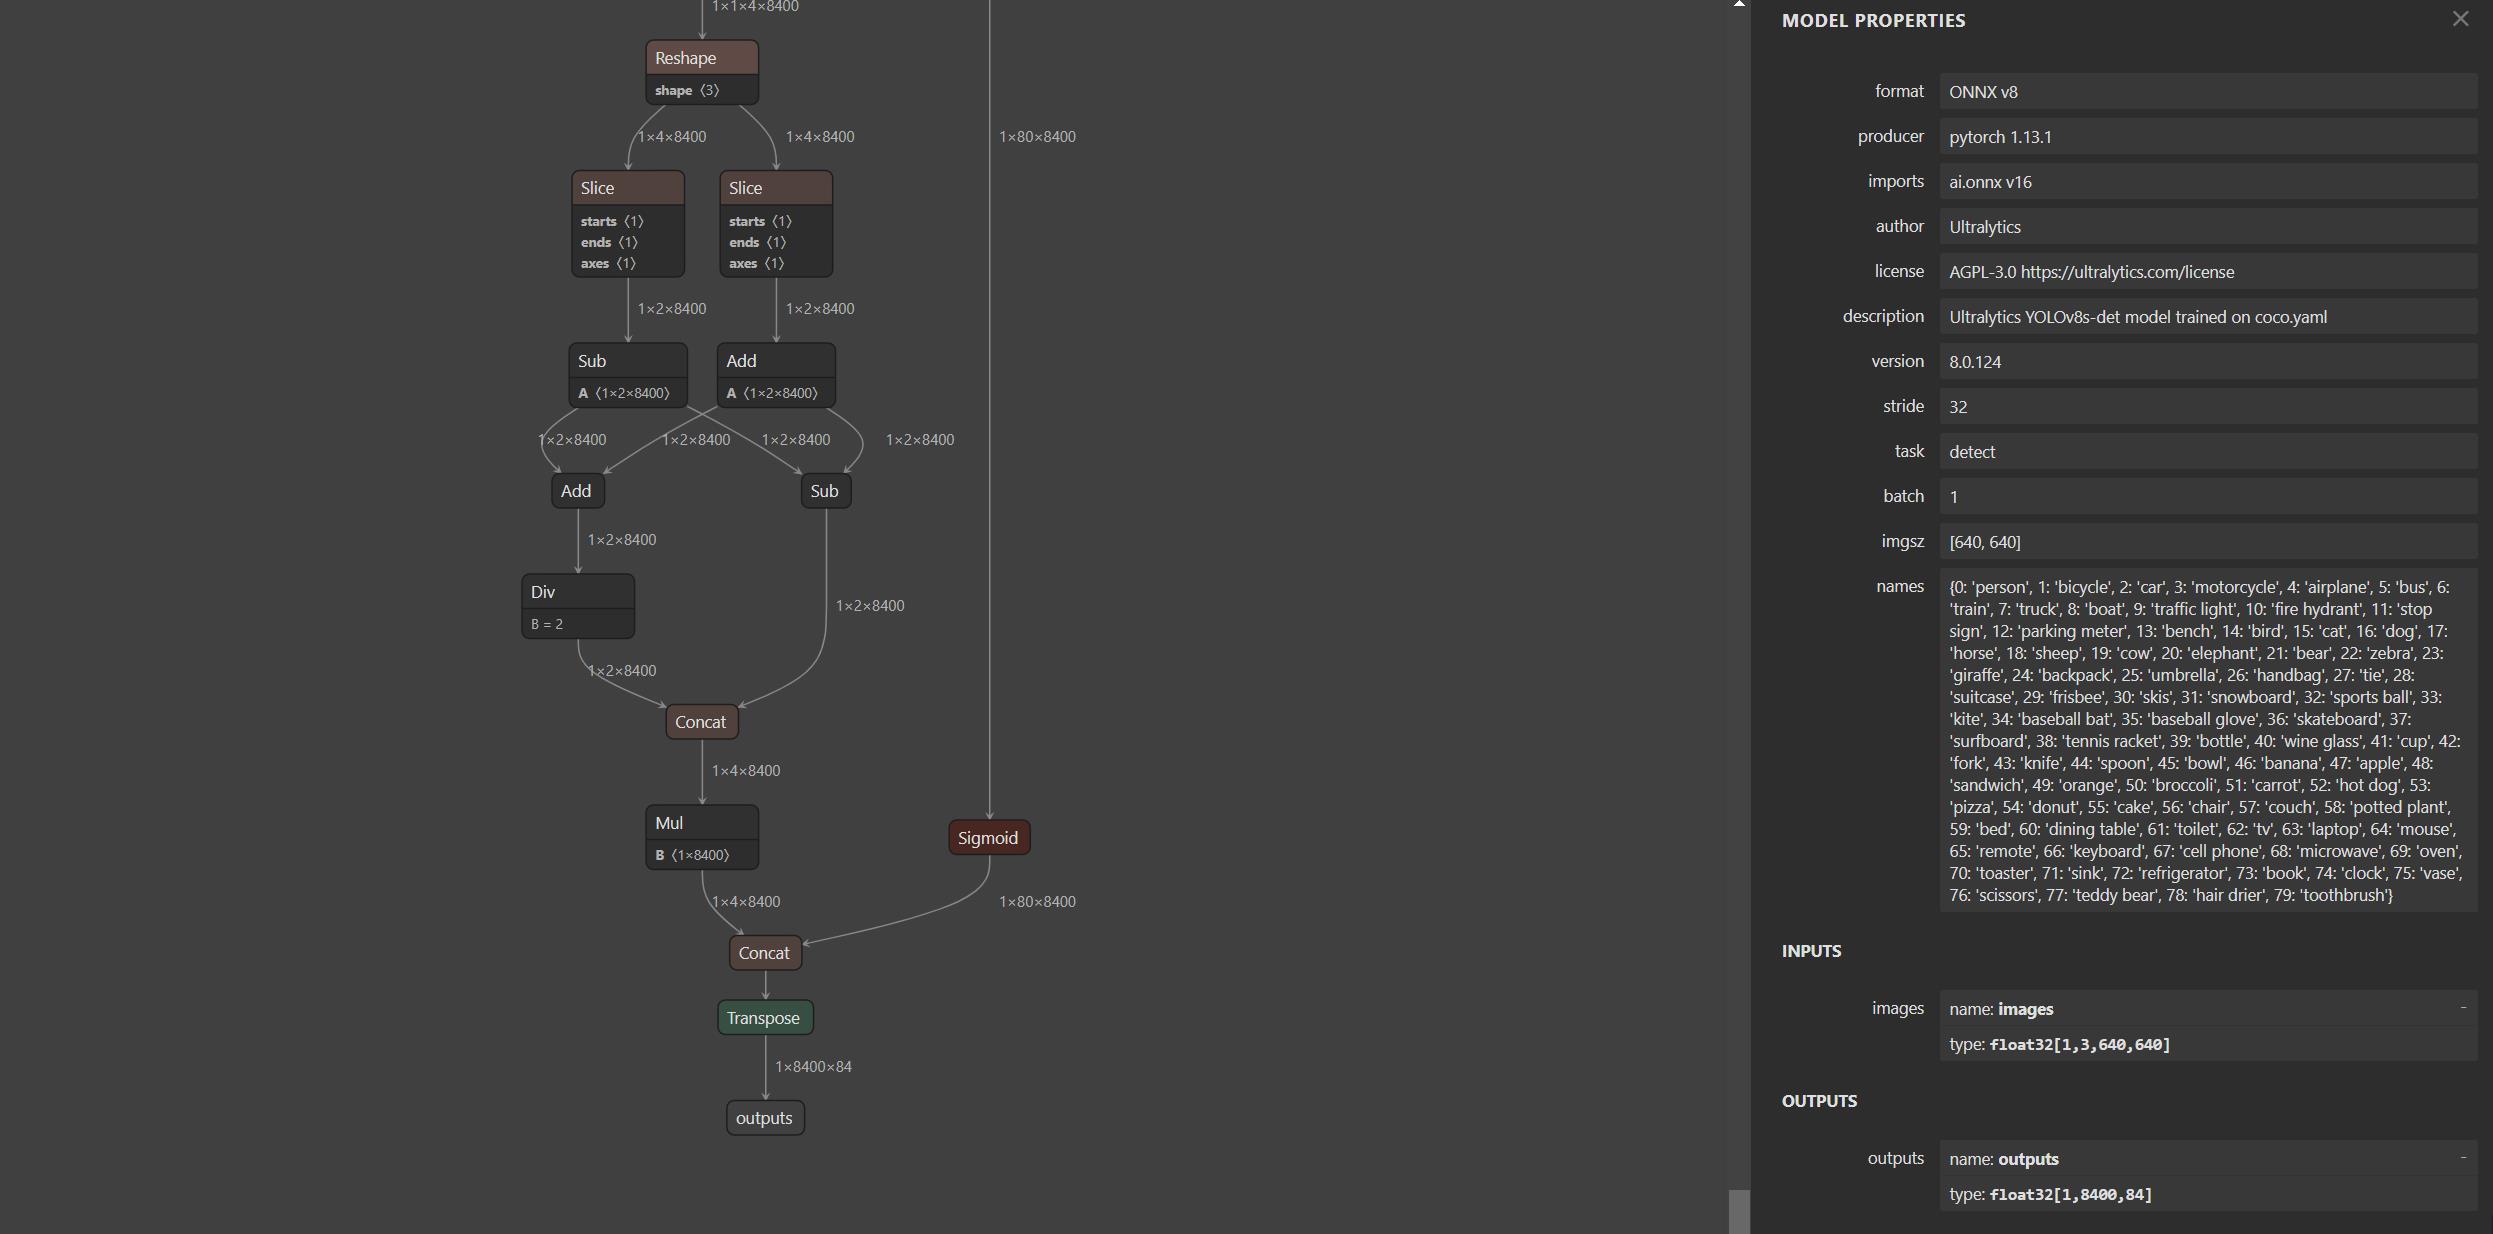 1×1×4×8400
Reshape
shape ⟨3⟩
1×4×8400
1×4×8400
1×80×8400
Slice
starts ⟨1⟩
ends ⟨1⟩
axes ⟨1⟩
Slice
starts ⟨1⟩
ends ⟨1⟩
axes ⟨1⟩
1×2×8400
1×2×8400
Sub
A ⟨1×2×8400⟩
Add
A ⟨1×2×8400⟩
1×2×8400
1×2×8400
1×2×8400
1×2×8400
Add
Sub
1×2×8400
Div
B = 2
1×2×8400
1×2×8400
Concat
1×4×8400
Mul
B ⟨1×8400⟩
Sigmoid
1×4×8400
1×80×8400
Concat
Transpose
1×8400×84
outputs
MODEL PROPERTIES
format ONNX v8
producer pytorch 1.13.1
imports ai.onnx v16
author Ultralytics
license AGPL-3.0 https://ultralytics.com/license
description Ultralytics YOLOv8s-det model trained on coco.yaml
version 8.0.124
stride 32
task detect
batch 1
imgsz [640, 640]
names {0: 'person', 1: 'bicycle', 2: 'car', 3: 'motorcycle', 4: 'airplane', 5: 'bus', 6:
'train', 7: 'truck', 8: 'boat', 9: 'traffic light', 10: 'fire hydrant', 11: 'stop
sign', 12: 'parking meter', 13: 'bench', 14: 'bird', 15: 'cat', 16: 'dog', 17:
'horse', 18: 'sheep', 19: 'cow', 20: 'elephant', 21: 'bear', 22: 'zebra', 23:
'giraffe', 24: 'backpack', 25: 'umbrella', 26: 'handbag', 27: 'tie', 28:
'suitcase', 29: 'frisbee', 30: 'skis', 31: 'snowboard', 32: 'sports ball', 33:
'kite', 34: 'baseball bat', 35: 'baseball glove', 36: 'skateboard', 37:
'surfboard', 38: 'tennis racket', 39: 'bottle', 40: 'wine glass', 41: 'cup', 42:
'fork', 43: 'knife', 44: 'spoon', 45: 'bowl', 46: 'banana', 47: 'apple', 48:
'sandwich', 49: 'orange', 50: 'broccoli', 51: 'carrot', 52: 'hot dog', 53:
'pizza', 54: 'donut', 55: 'cake', 56: 'chair', 57: 'couch', 58: 'potted plant',
59: 'bed', 60: 'dining table', 61: 'toilet', 62: 'tv', 63: 'laptop', 64: 'mouse',
65: 'remote', 66: 'keyboard', 67: 'cell phone', 68: 'microwave', 69: 'oven',
70: 'toaster', 71: 'sink', 72: 'refrigerator', 73: 'book', 74: 'clock', 75: 'vase',
76: 'scissors', 77: 'teddy bear', 78: 'hair drier', 79: 'toothbrush'}
INPUTS
images name: images -
type: float32[1,3,640,640]
OUTPUTS
outputs name: outputs -
type: float32[1,8400,84]